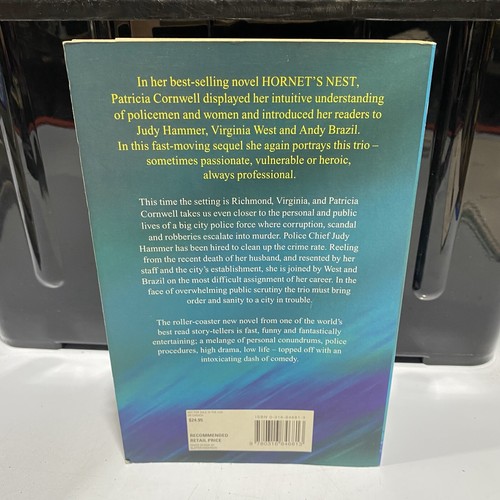 In her best-selling novel HORNET'S NEST,
Patricia Cornwell displayed her intuitive understanding
of policemen and women and introduced her readers to
Judy Hammer, Virginia West and Andy Brazil.
In this fast-moving sequel she again portrays this trio –
sometimes passionate, vulnerable or heroic,
always professional.
This time the setting is Richmond, Virginia, and Patricia
Cornwell takes us even closer to the personal and public
lives of a big city police force where corruption, scandal
and robberies escalate into murder. Police Chief Judy
Hammer has been hired to clean up the crime rate. Reeling
from the recent death of her husband, and resented by her
staff and the city's establishment, she is joined by West and
Brazil on the most difficult assignment of her career. In the
face of overwhelming public scrutiny the trio must bring
order and sanity to a city in trouble.
The roller-coaster new novel from one of the world's
best read story-tellers is fast, funny and fantastically
entertaining; a melange of personal conundrums, police
procedures, high drama, low life – topped off with an
intoxicating dash of comedy.
RECOMMENDED
RETAIL PRICE